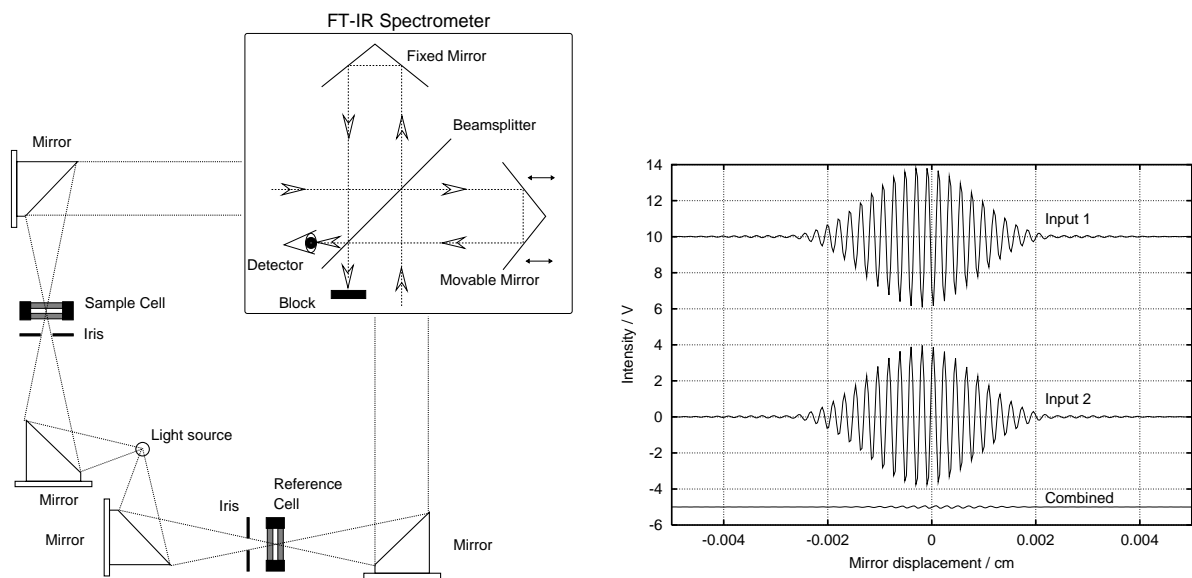 FT-IR Spectrometer
Fixed Mirror
Beamsplitter
Mirror
Detector
Movable Mirror
Block
Sample Cell
Iris
Light source
Mirror
Iris
Reference
Cell
Mirror
Mirror
Intensity / V
14
12
10
8
6
4
2
0
-2
-4
-6
Input 1
Input 2
Combined
-0.004
-0.002
0
0.002
0.004
Mirror displacement / cm